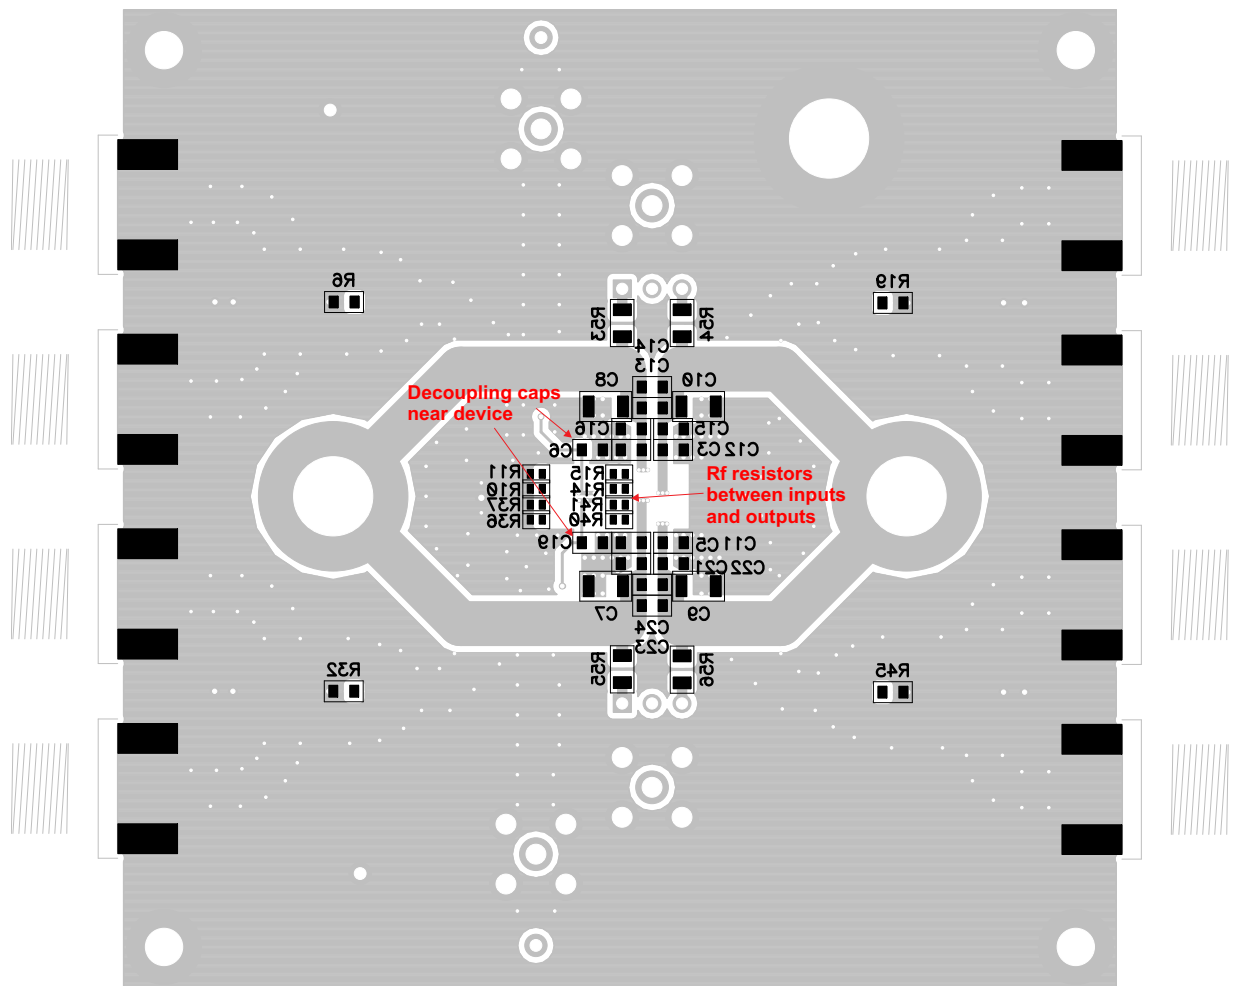 R6
R19
R53
R54
C14
C13
Decoupling caps
near device
C8
C10
C16
C15
C6
C3
C12
R11
R10
R37
R36
R15
R14
R41
R40
Rf resistors
between inputs
and outputs
C19
C5
C11
C21
C22
C7
C9
C24
C23
R55
R56
R32
R45